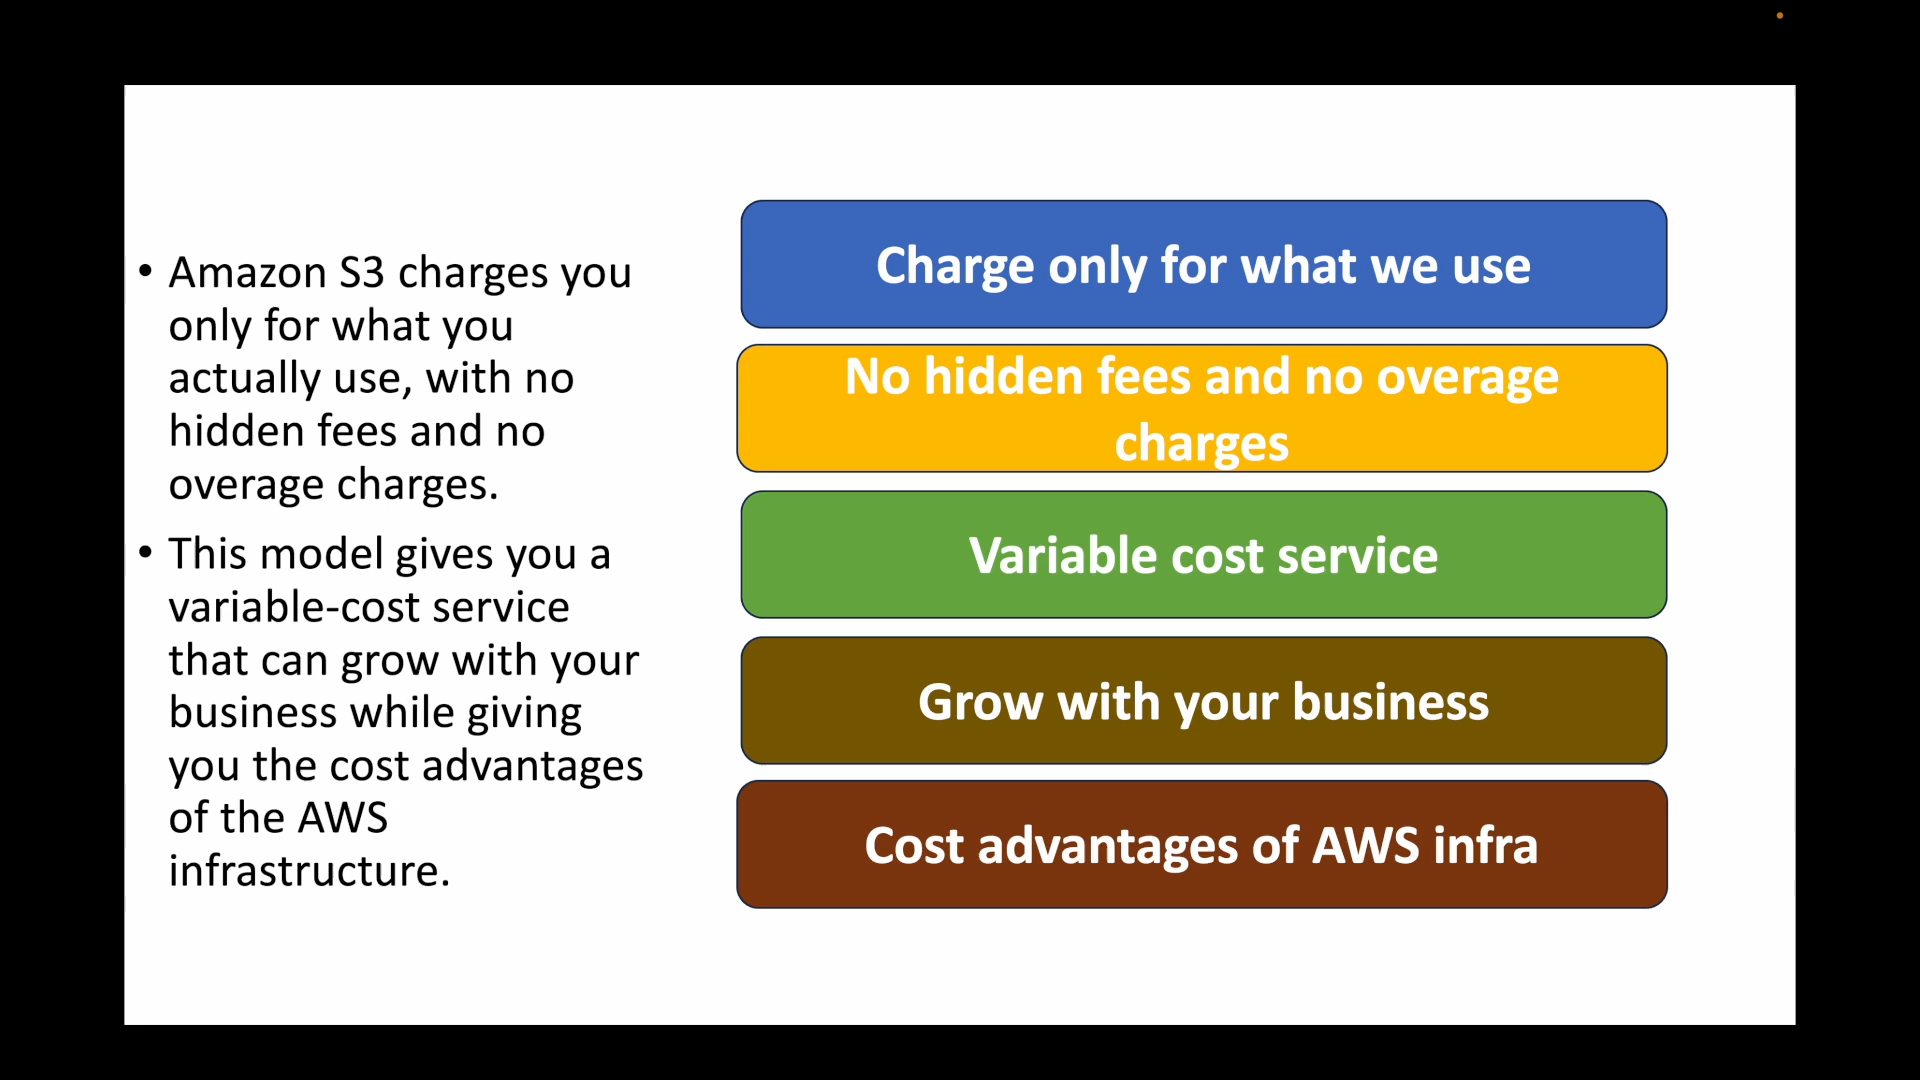 • Amazon S3 charges you
only for what you
actually use, with no
hidden fees and no
overage charges.
• This model gives you a
variable-cost service
that can grow with your
business while giving
you the cost advantages
of the AWS
infrastructure.
Charge only for what we use
No hidden fees and no overage
charges
Variable cost service
Grow with your business
Cost advantages of AWS infra